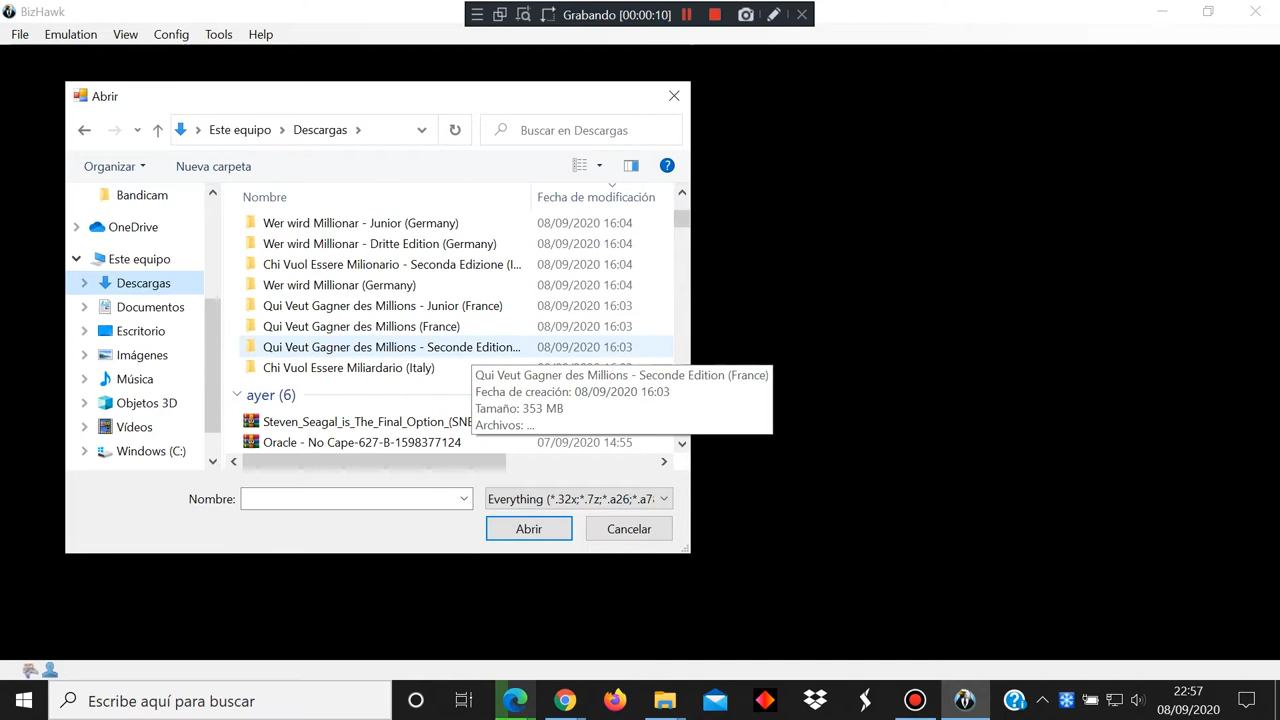 BizHawk
Grabando [00:00:10]
File Emulation View Config Tools Help
Abrir
Este equipo > Descargas >
Buscar en Descargas
Organizar
Nueva carpeta
Bandicam
OneDrive
Este equipo
Descargas
Documentos
Escritorio
Imágenes
Música
Objetos 3D
Vídeos
Windows (C:)
Nombre Fecha de modificación
Wer wird Millionar - Junior (Germany) 08/09/2020 16:04
Wer wird Millionar - Dritte Edition (Germany) 08/09/2020 16:04
Chi Vuol Essere Milionario - Seconda Edizione (I... 08/09/2020 16:04
Wer wird Millionar (Germany) 08/09/2020 16:04
Qui Veut Gagner des Millions - Junior (France) 08/09/2020 16:03
Qui Veut Gagner des Millions (France) 08/09/2020 16:03
Qui Veut Gagner des Millions - Seconde Edition... 08/09/2020 16:03
Chi Vuol Essere Miliardario (Italy)
Qui Veut Gagner des Millions - Seconde Edition (France)
Fecha de creación: 08/09/2020 16:03
Tamaño: 353 MB
Archivos: ...
ayer (6)
Steven_Seagal_is_The_Final_Option_(SNE
Oracle - No Cape-627-B-1598377124 07/09/2020 14:55
Nombre:
Everything (*.32x;*.7z;*.a26;*.a7
Abrir Cancelar
Escribe aquí para buscar
22:57
08/09/2020